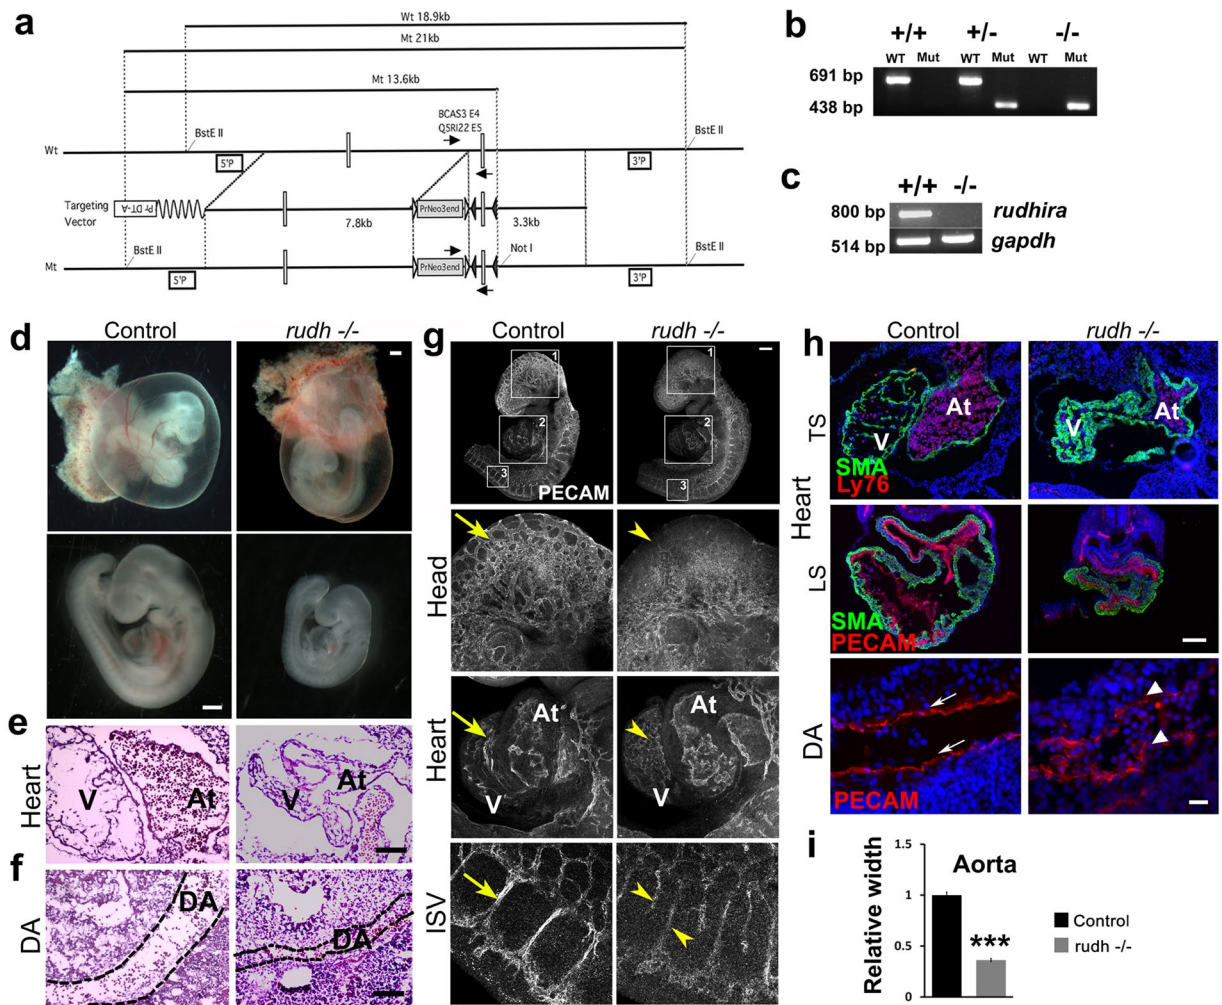 a
Wt 18.9kb
Mt 21kb
Mt 13.6kb
BCAS3 E4
Q5RI22 E5
BstE II
BstE II
Wt
5'P
3'P
Targeting
Vector
Pr DT-A
PrNeo3end
7.8kb
3.3kb
Not I
BstE II
BstE II
Mt
PrNeo3end
5'P
3'P
b
+/+ +/- -/-
WT Mut WT Mut WT Mut
691 bp
438 bp
c
+/+ -/-
800 bp rudhira
514 bp gapdh
d
Control rudh -/-
e
Heart
V At
V At
f
DA
DA
DA
g
Control rudh -/-
1
2
3
PECAM
1
2
3
Head
Heart
At
V
At
V
ISV
h
Control rudh -/-
Heart
TS
At
V
SMA
Ly76
At
V
LS
SMA
PECAM
DA
PECAM
i
Aorta
Relative width
1.5
1
0.5
0
***
Control
rudh -/-